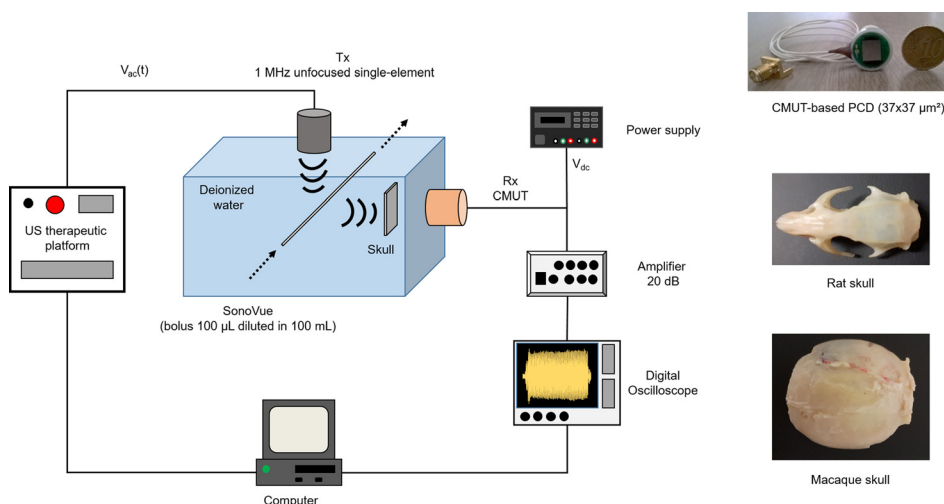 V_ac(t)
Tx
1 MHz unfocused single-element
CMUT-based PCD (37x37 µm²)
Power supply
V_dc
Deionized
water
Rx
CMUT
US therapeutic
platform
Skull
Amplifier
20 dB
Rat skull
SonoVue
(bolus 100 µL diluted in 100 mL)
Digital
Oscilloscope
Computer
Macaque skull